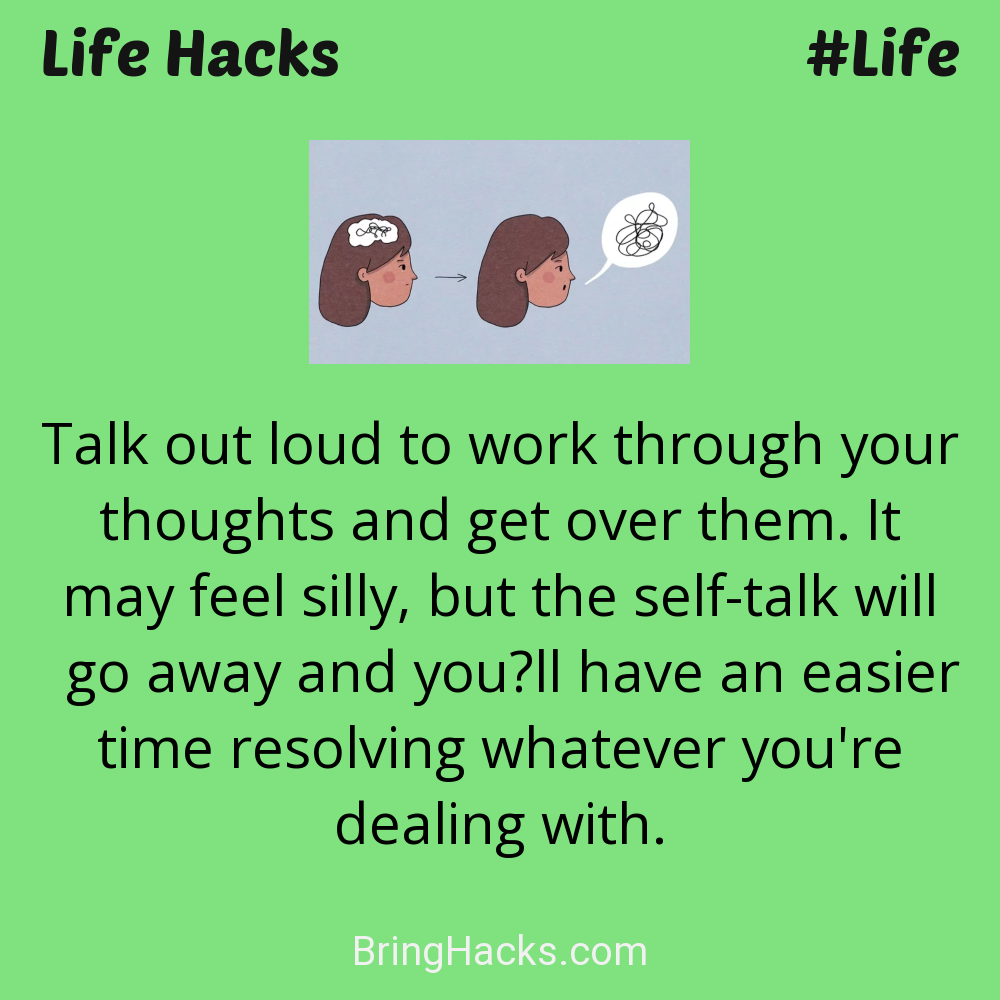 Life Hacks
#Life
Talk out loud to work through your
thoughts and get over them. It
may feel silly, but the self-talk will
go away and you?ll have an easier
time resolving whatever you're
dealing with.
BringHacks.com